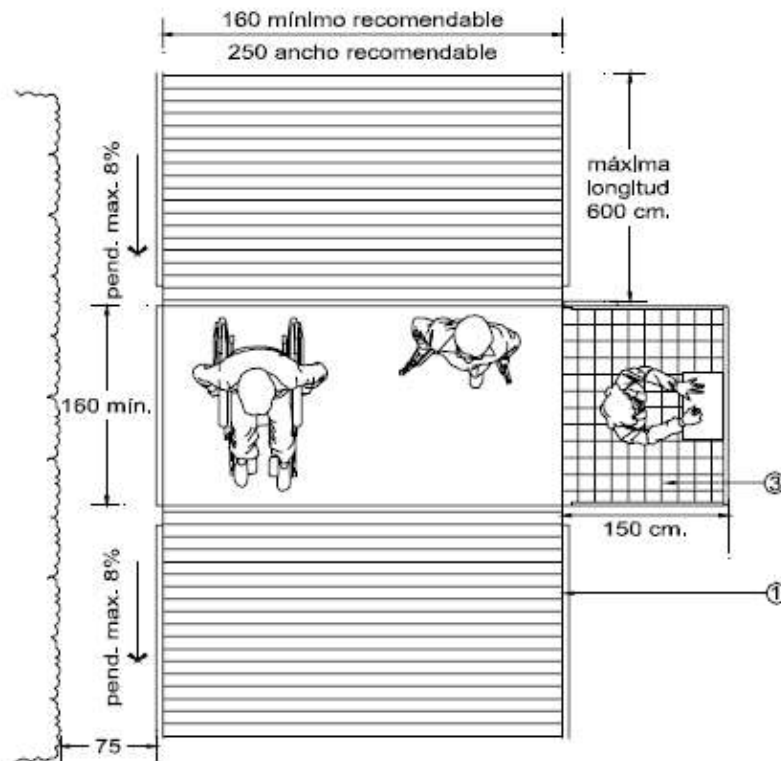 160 mínimo recomendable
250 ancho recomendable
pend. max. 8%
máxima
longitud
600 cm.
160 mín.
3
150 cm.
pend. max. 8%
1
75